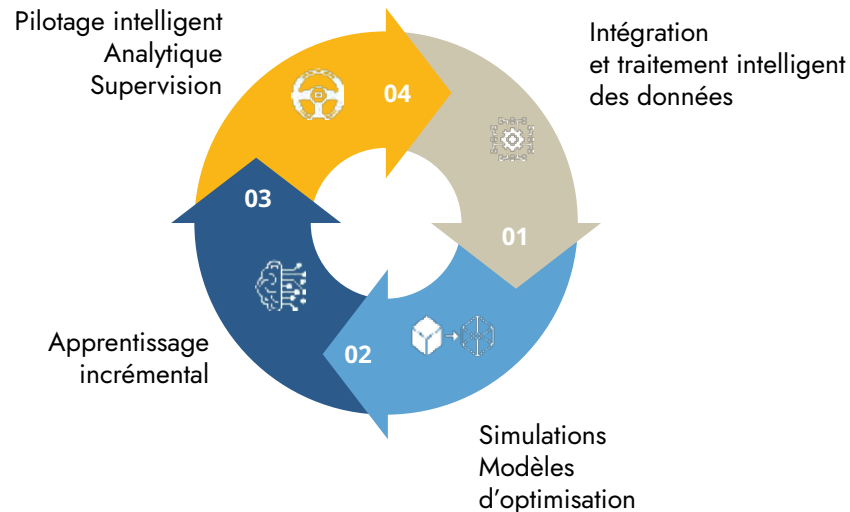 Pilotage intelligent
Analytique
Supervision
04
Intégration
et traitement intelligent
des données
03
01
02
Apprentissage
incrémental
Simulations
Modèles
d’optimisation